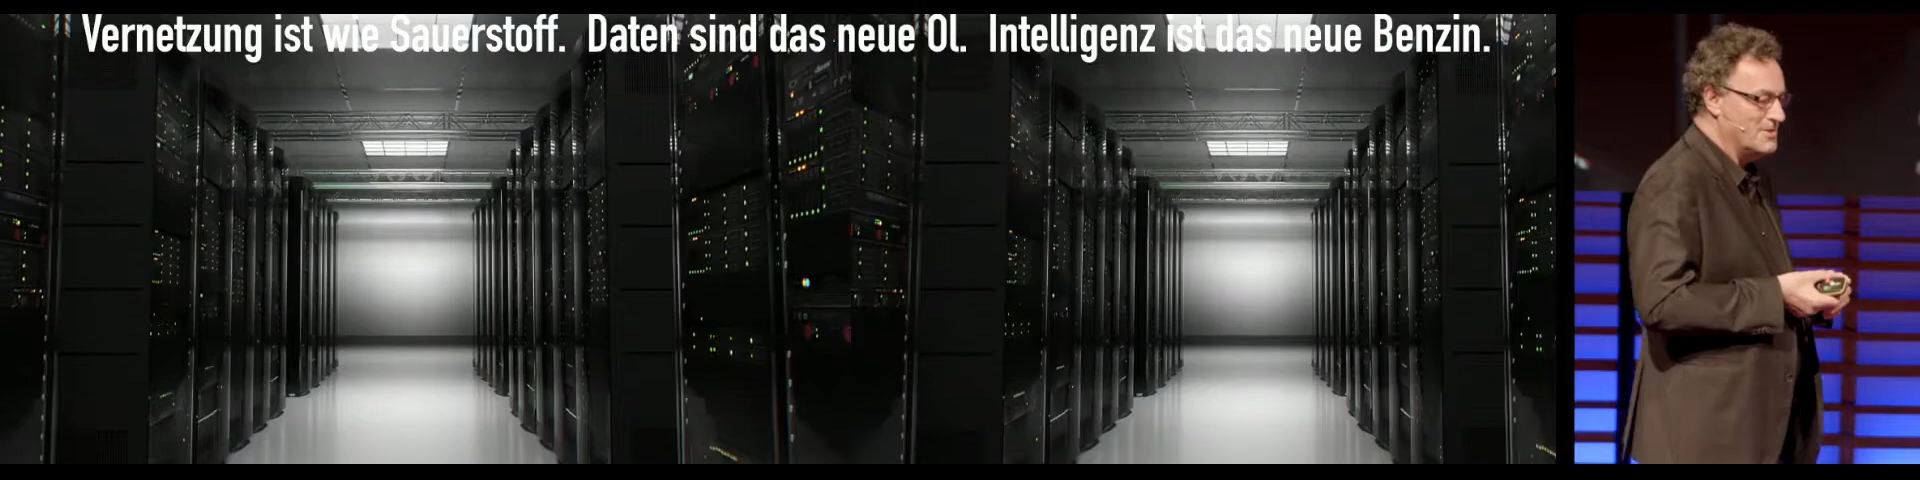 Vernetzung ist wie Sauerstoff. Daten sind das neue Ol. Intelligenz ist das neue Benzin.